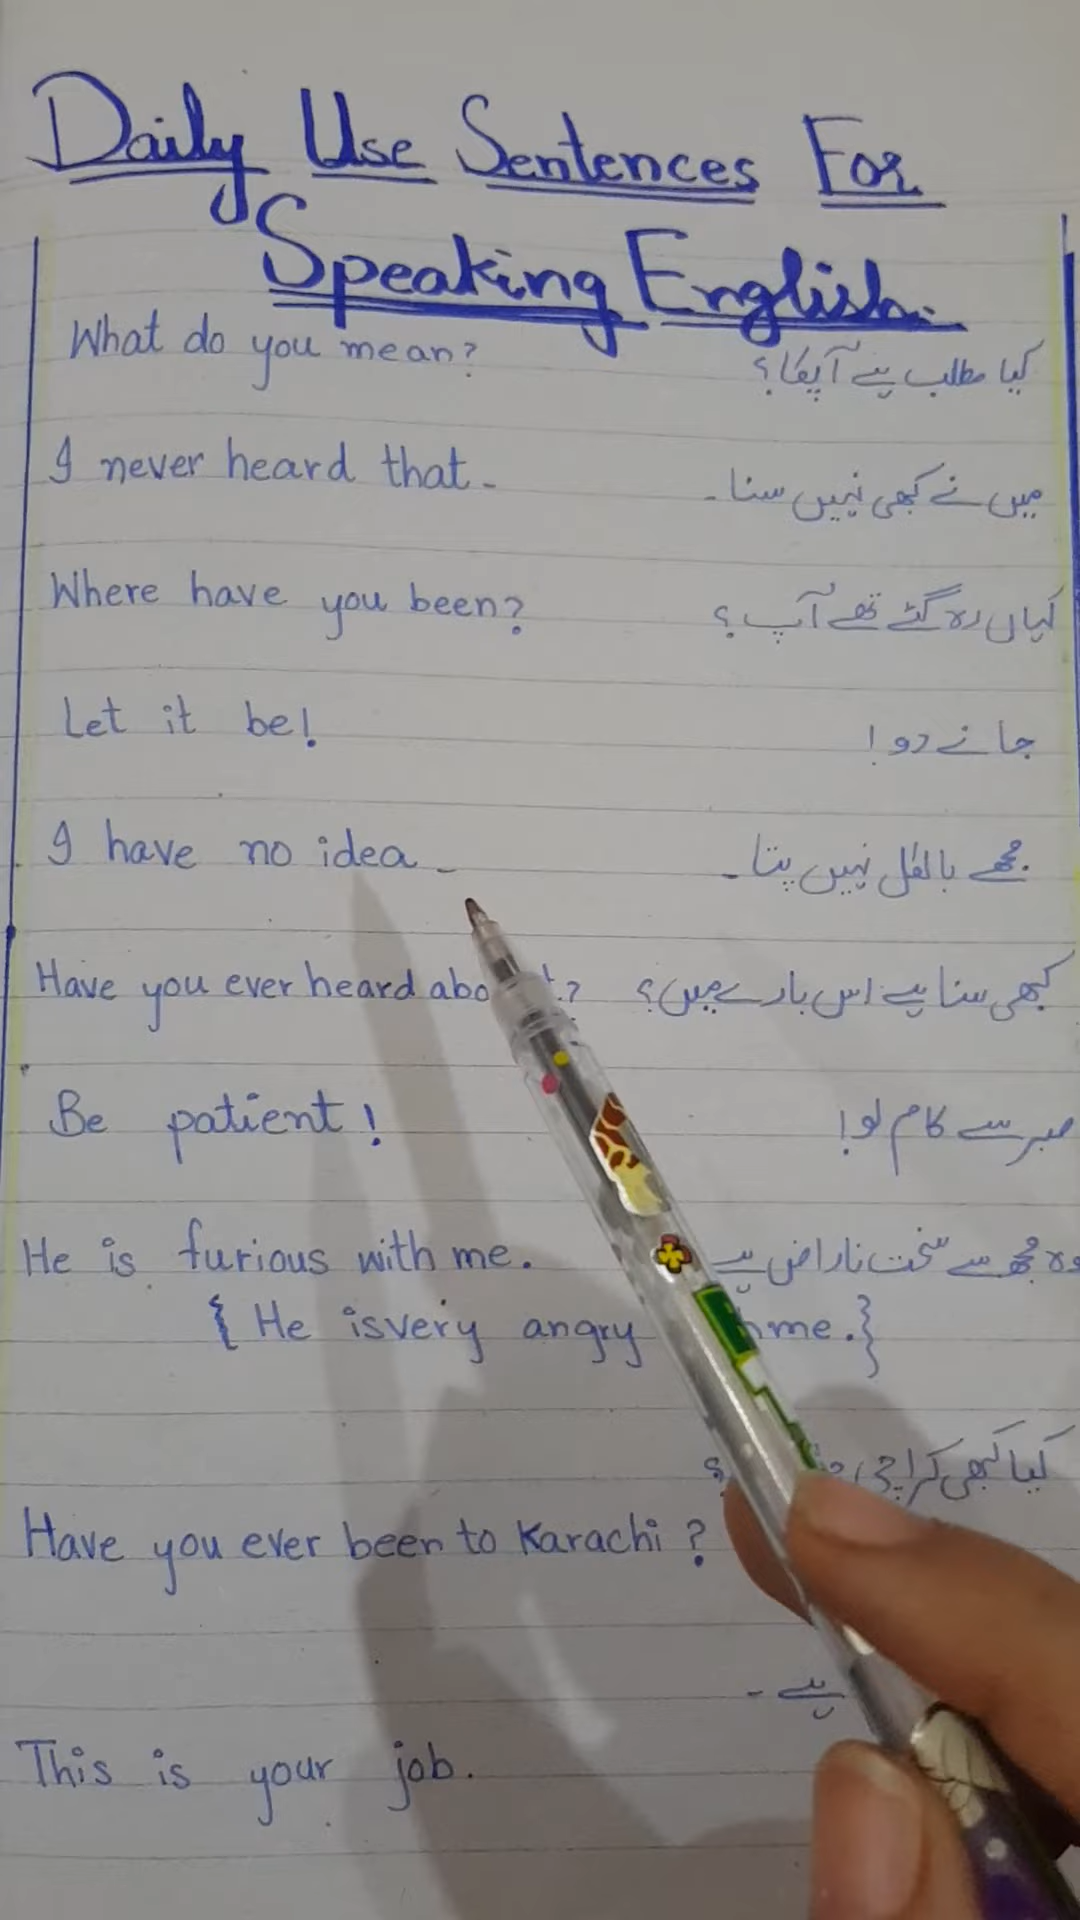 Daily Use Sentences For
Speaking English.
What do you mean? کیا مطلب ہے آپکا؟
I never heard that. میں نے کبھی نہیں سنا۔
Where have you been? کہاں رہ گئے تھے آپ؟
Let it be! جانے دو!
I have no idea. مجھے بالکل نہیں پتا۔
Have you ever heard کبھی سنا ہے اس بارے میں؟
Be patient! صبر سے کام لو!
He is furious with me. وہ مجھ سے سخت ناراض ہے
{ He is very angry me. }
کیا کبھی کراچی ؟
Have you ever been to Karachi?
ہے۔
This is your job.